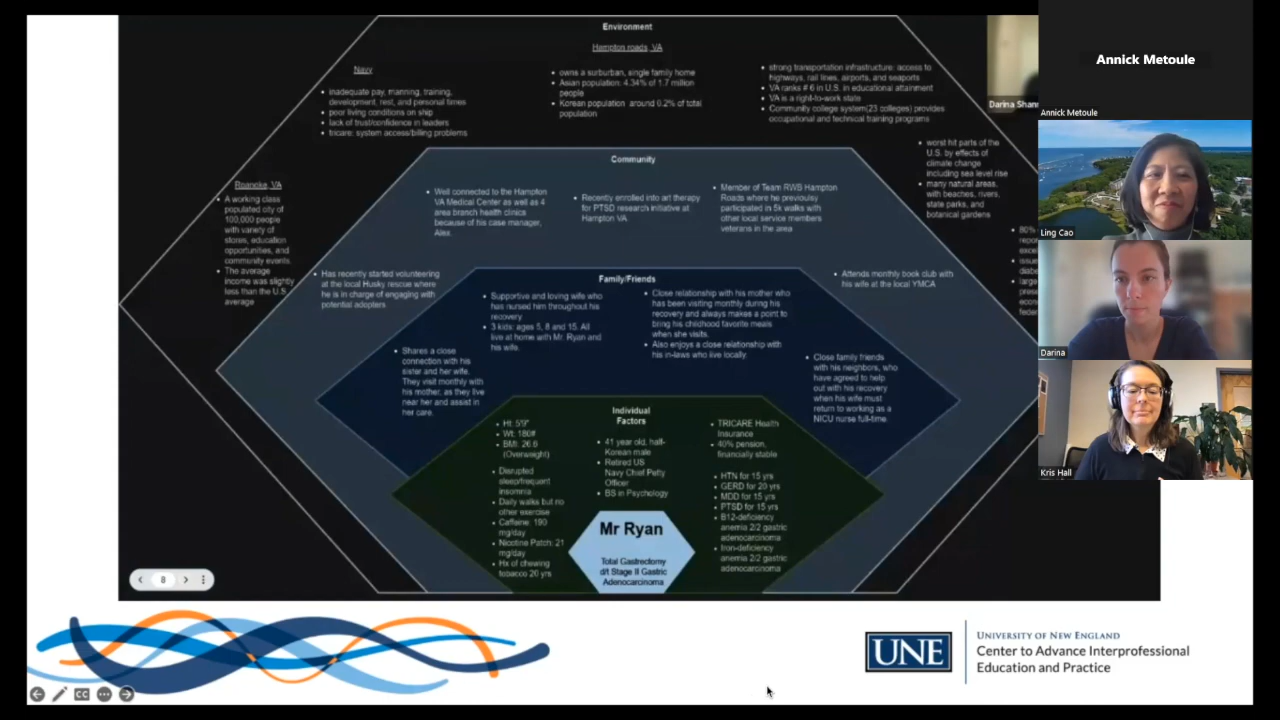 Environment
Hampton roads, VA
Navy
• inadequate pay, manning, training,
development, rest, and personal times
• poor living conditions on ship
• lack of trust/confidence in leaders
• tricare: system access/billing problems
• owns a surburban, single family home
• Asian population: 4.34% of 1.7 million
people
• Korean population around 0.2% of total
population
• strong transportation infrastructure: access to
highways, rail lines, airports, and seaports
• VA ranks # 6 in U.S. in educational attainment
• VA is a right-to-work state
• Community college system(23 colleges) provides
occupational and technical training programs
• worst hit parts of the
U.S. by effects of
climate change
including sea level rise
• many natural areas,
with beaches, rivers,
state parks, and
botanical gardens
Roanoke, VA
• A working class
populated city of
100,000 people
with variety of
stores, education
opportunities, and
community events.
• The average
income was slightly
less than the U.S.
average
• 80%
Community
• Well connected to the Hampton
VA Medical Center as well as 4
area branch health clinics
because of his case manager,
Alex.
• Recently enrolled into art therapy
for PTSD research initiative at
Hampton VA
• Member of Team RWB Hampton
Roads where he previoulsy
participated in 5k walks with
other local service members
veterans in the area
• Has recently started volunteering
at the local Husky rescue where
he is in charge of engaging with
potential adopters
• Attends monthly book club with
his wife at the local YMCA
Family/Friends
• Supportive and loving wife who
has nursed him throughout his
recovery
• 3 kids: ages 5, 8 and 15. All
live at home with Mr. Ryan and
his wife.
• Close relationship with his mother who
has been visiting monthly during his
recovery and always makes a point to
bring his childhood favorite meals
when she visits.
• Also enjoys a close relationship with
his in-laws who live locally.
• Shares a close
connection with his
sister and her wife.
They visit monthly with
his mother, as they live
near her and assist in
her care.
• Close family friends
with his neighbors, who
have agreed to help
out with his recovery
when his wife must
return to working as a
NICU nurse full-time.
Individual
Factors
• Ht: 5'9"
• Wt: 180#
• BMI: 26.6
(Overweight)
• Disrupted
sleep/frequent
insomnia
• Daily walks but no
other exercise
• Caffeine: 190
mg/day
• Nicotine Patch: 21
mg/day
• Hx of chewing
tobacco 20 yrs
• 41 year old, half-
Korean male
• Retired US
Navy Chief Petty
Officer
• BS in Psychology
• TRICARE Health
Insurance
• 40% pension,
financially stable
• HTN for 15 yrs
• GERD for 20 yrs
• MDD for 15 yrs
• PTSD for 15 yrs
• B12-deficiency
anemia 2/2 gastric
adenocarcinoma
• Iron-deficiency
anemia 2/2 gastric
adenocarcinoma
Mr Ryan
Total Gastrectomy
d/t Stage II Gastric
Adenocarcinoma
8
CC
UNE
UNIVERSITY OF NEW ENGLAND
Center to Advance Interprofessional
Education and Practice
Annick Metoule
Annick Metoule
Ling Cao
Darina
Kris Hall